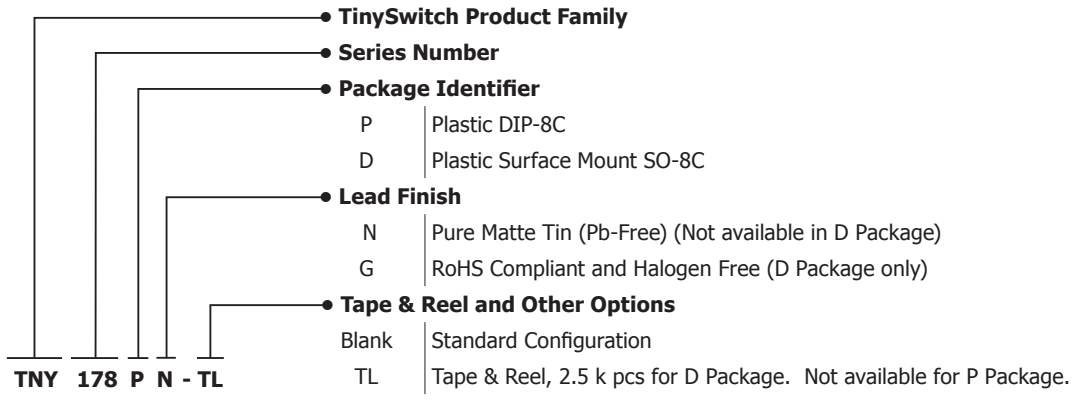 TinySwitch Product Family
Series Number
Package Identifier
P Plastic DIP-8C
D Plastic Surface Mount SO-8C
Lead Finish
N Pure Matte Tin (Pb-Free) (Not available in D Package)
G RoHS Compliant and Halogen Free (D Package only)
Tape & Reel and Other Options
Blank Standard Configuration
TL Tape & Reel, 2.5 k pcs for D Package. Not available for P Package.
TNY 178 P N - TL